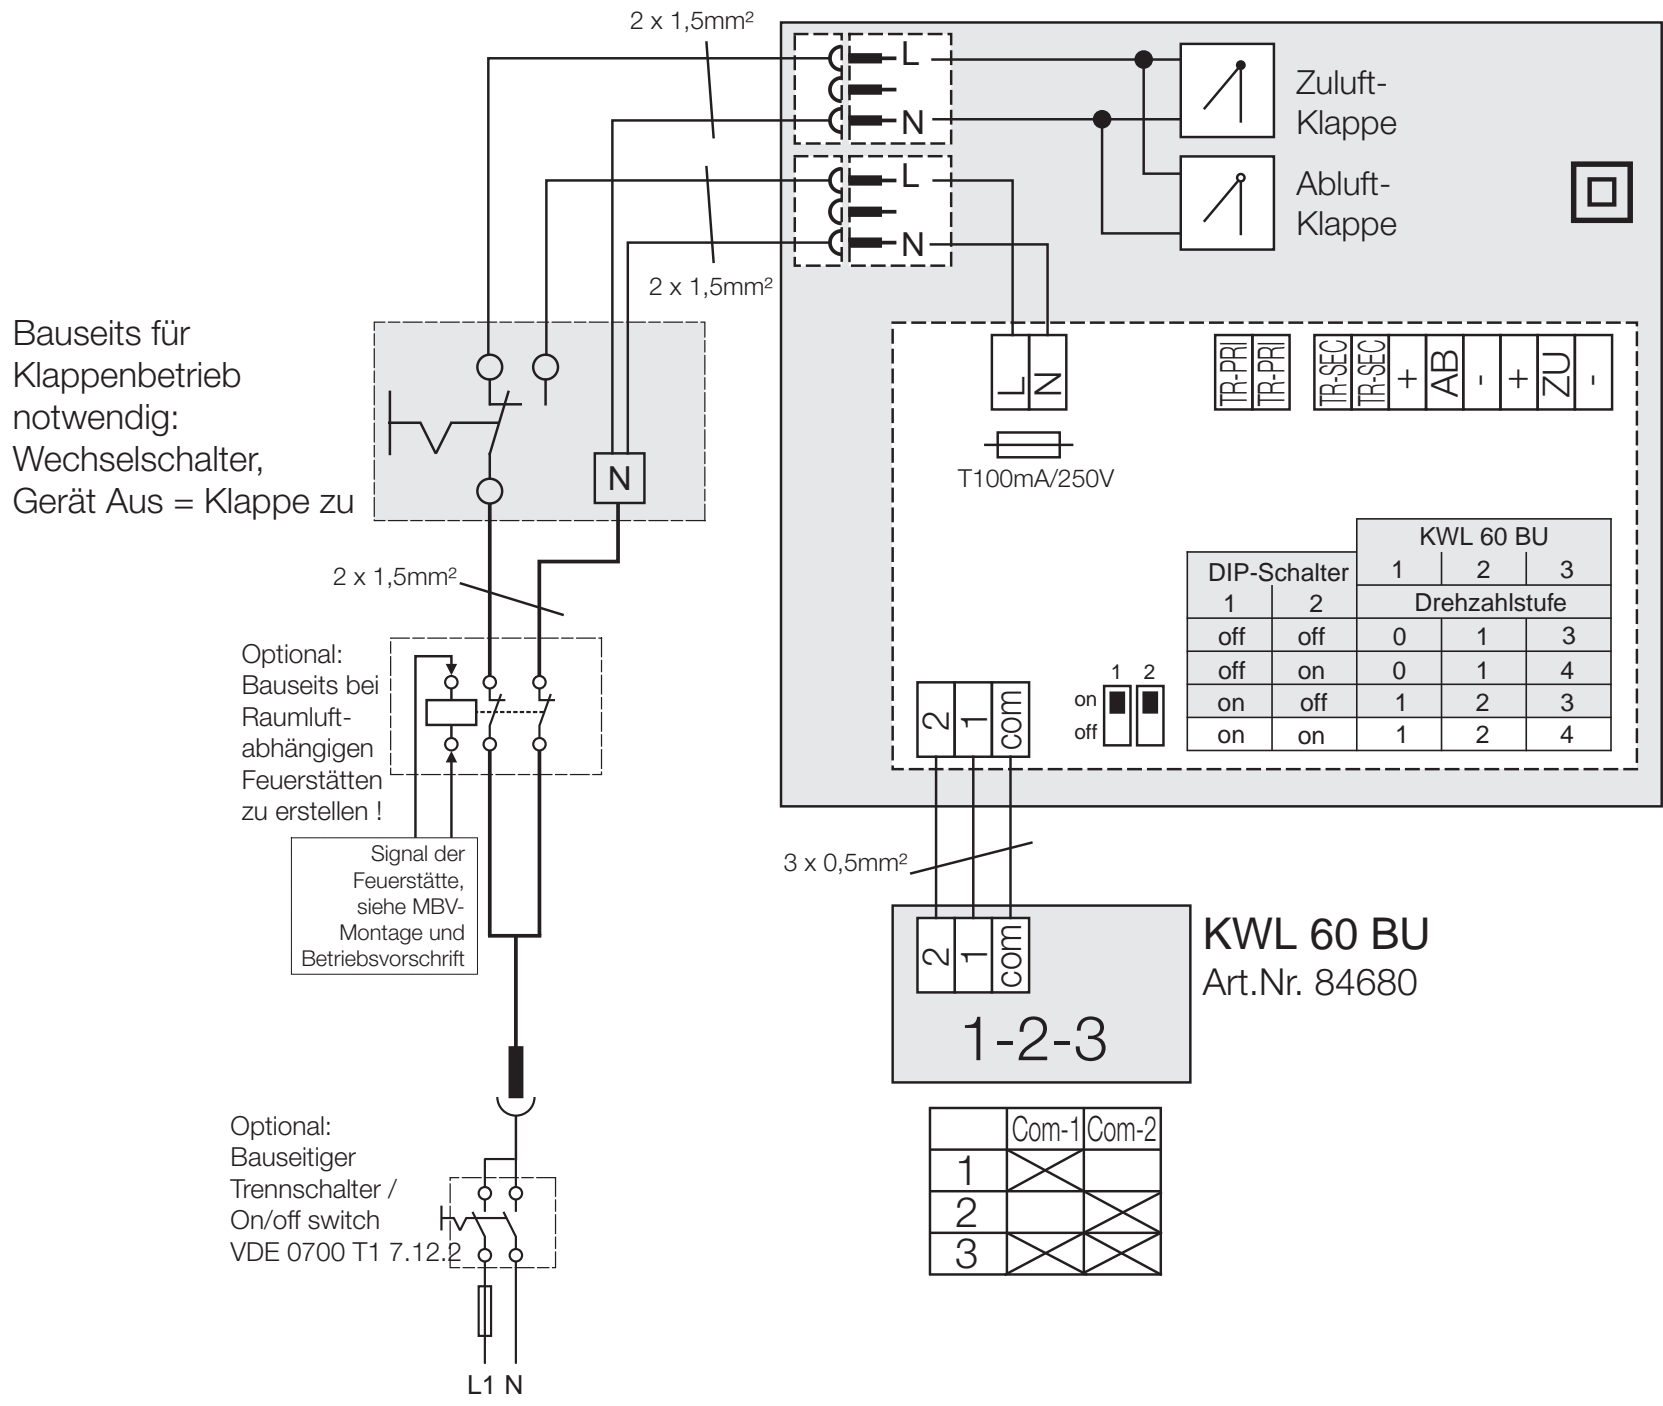 2 x 1,5mm²
L
N
Zuluft-
Klappe
L
N
Abluft-
Klappe
2 x 1,5mm²
Bauseits für
Klappenbetrieb
notwendig:
Wechselschalter,
Gerät Aus = Klappe zu
N
L
N
T100mA/250V
TR-PRI
TR-PRI
TR-SEC
TR-SEC
+
AB
-
+
ZU
-
KWL 60 BU
DIP-Schalter 1 2 3
1 2 Drehzahlstufe
off off 0 1 3
off on 0 1 4
on off 1 2 3
on on 1 2 4
1 2
on
off
2 1 com
2 x 1,5mm²
Optional:
Bauseits bei
Raumluft-
abhängigen
Feuerstätten
zu erstellen !
Signal der
Feuerstätte,
siehe MBV-
Montage und
Betriebsvorschrift
3 x 0,5mm²
2 1 com
1-2-3
KWL 60 BU
Art.Nr. 84680
Com-1 Com-2
1
2
3
Optional:
Bauseitiger
Trennschalter /
On/off switch
VDE 0700 T1 7.12.2
L1 N